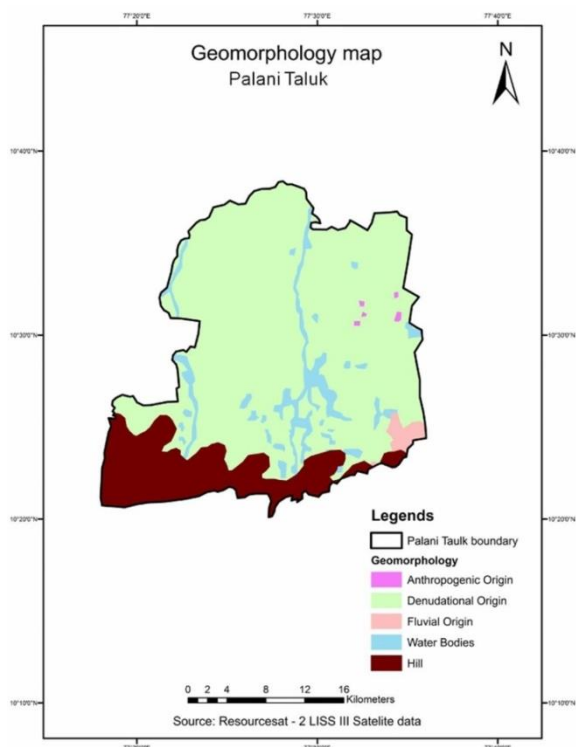 77°20'0"E 77°30'0"E 77°40'0"E
Geomorphology map
Palani Taluk
N
10°40'0"N 10°40'0"N
10°30'0"N 10°30'0"N
10°20'0"N 10°20'0"N
Legends
Palani Taulk boundary
Geomorphology
Anthropogenic Origin
Denudational Origin
Fluvial Origin
Water Bodies
Hill
10°10'0"N 10°10'0"N
0 2 4 8 12 16
Kilometers
Source: Resourcesat - 2 LISS III Satelite data